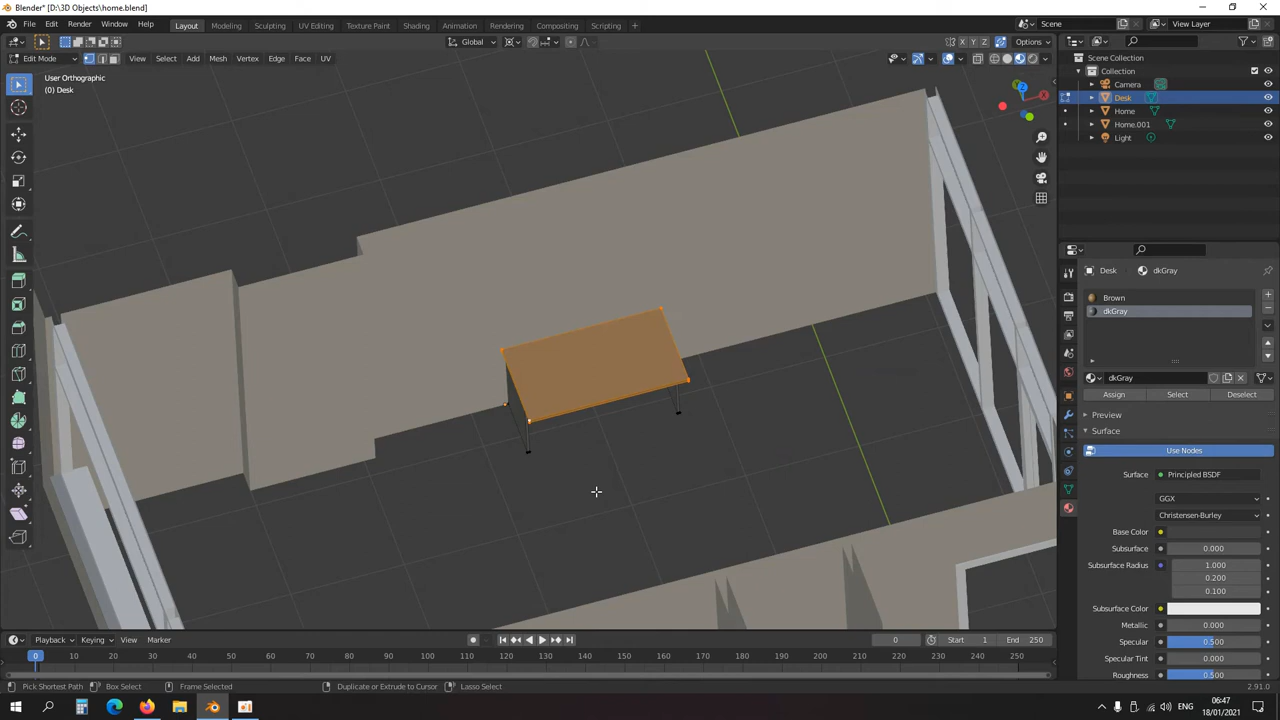 Blender* [D:\3D Objects\home.blend]
File Edit Render Window Help Layout Modeling Sculpting UV Editing Texture Paint Shading Animation Rendering Compositing Scripting + Scene View Layer
Global X Y Z Options
Edit Mode View Select Add Mesh Vertex Edge Face UV
User Orthographic
(0) Desk
Scene Collection
Collection
Camera
Desk
Home
Home.001
Light
Desk dkGray
Brown
dkGray
dkGray
Assign Select Deselect
Preview
Surface
Use Nodes
Surface Principled BSDF
GGX
Christensen-Burley
Base Color
Subsurface 0.000
Subsurface Radius 1.000
0.200
0.100
Subsurface Color
Metallic 0.000
Specular 0.500
Specular Tint 0.000
Roughness 0.500
Playback Keying View Marker 0 Start 1 End 250
0 10 20 30 40 50 60 70 80 90 100 110 120 130 140 150 160 170 180 190 200 210 220 230 240 250
Pick Shortest Path Box Select Frame Selected Duplicate or Extrude to Cursor Lasso Select 2.91.0
ENG 06:47
18/01/2021